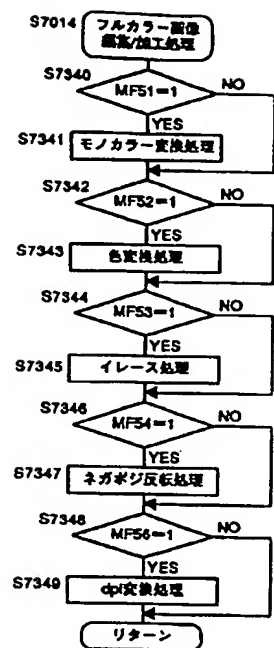 S7014
フルカラー画像
編集/加工処理
S7340
MF51=1
NO
YES
S7341
モノカラー変換処理
S7342
MF52=1
NO
YES
S7343
色変換処理
S7344
MF53=1
NO
YES
S7345
イレース処理
S7346
MF54=1
NO
YES
S7347
ネガポジ反転処理
S7348
MF56=1
NO
YES
S7349
dpi変換処理
リターン